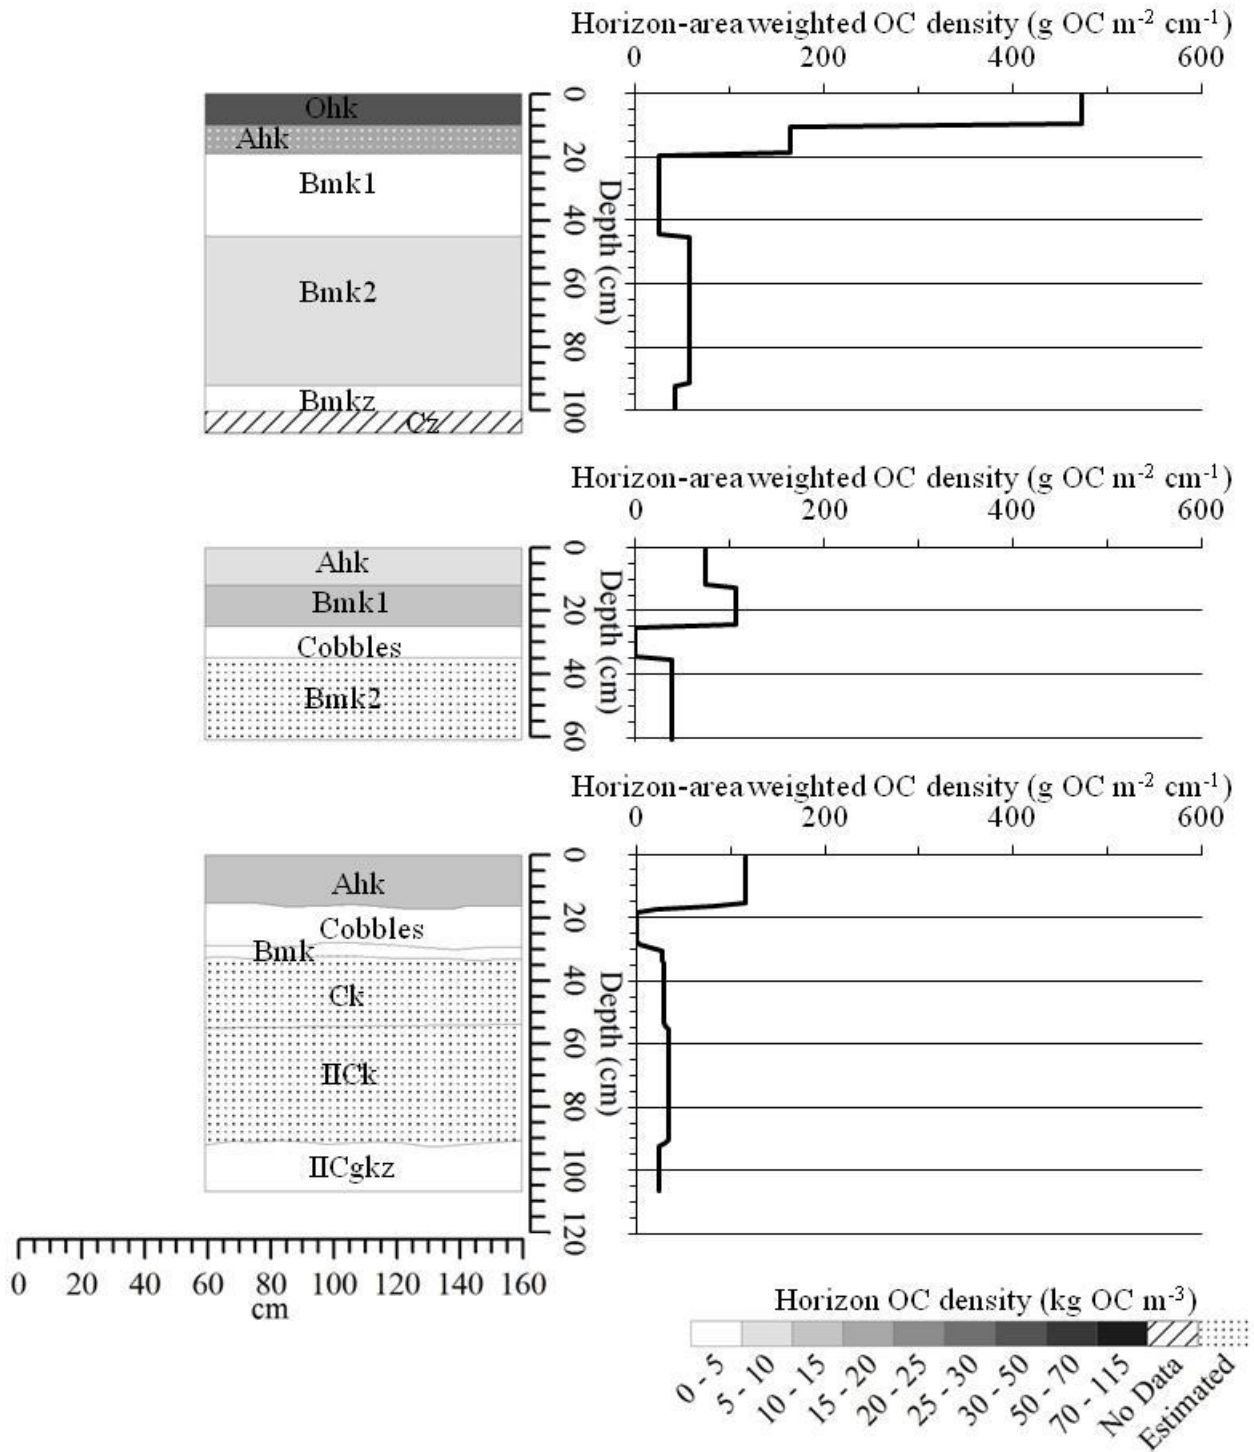 Horizon-area weighted OC density (g OC m⁻² cm⁻¹)
0 200 400 600
Ohk
Ahk
Bmk1
Bmk2
Bmkz
Cz
0 20 40 60 80 100
Depth (cm)
Horizon-area weighted OC density (g OC m⁻² cm⁻¹)
0 200 400 600
Ahk
Bmk1
Cobbles
Bmk2
0 20 40 60
Depth (cm)
Horizon-area weighted OC density (g OC m⁻² cm⁻¹)
0 200 400 600
Ahk
Cobbles
Bmk
Ck
IICk
IICgkz
0 20 40 60 80 100 120
Depth (cm)
0 20 40 60 80 100 120 140 160
cm
Horizon OC density (kg OC m⁻³)
0 - 5
5 - 10
10 - 15
15 - 20
20 - 25
25 - 30
30 - 50
50 - 70
70 - 115
No Data
Estimated